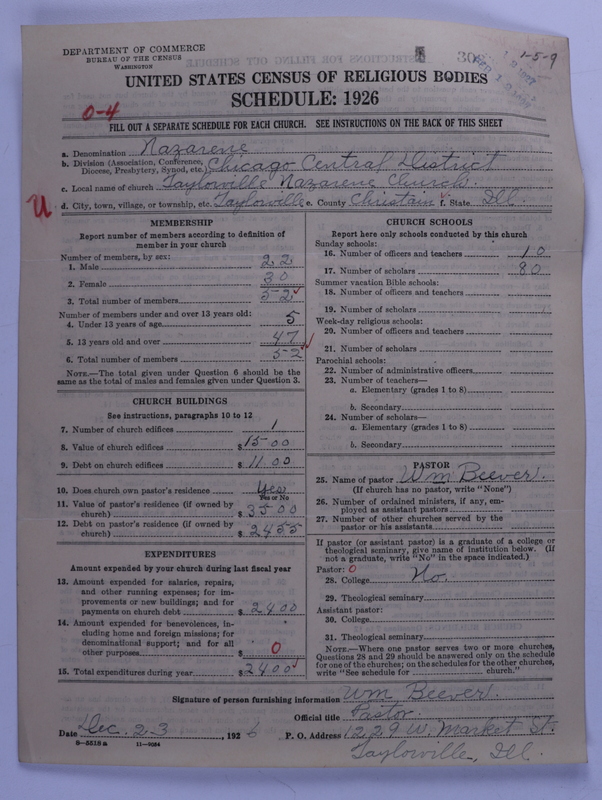 DEPARTMENT OF COMMERCE
BUREAU OF THE CENSUS
WASHINGTON
30
1-5-9
UNITED STATES CENSUS OF RELIGIOUS BODIES
SCHEDULE: 1926
0-4
FILL OUT A SEPARATE SCHEDULE FOR EACH CHURCH. SEE INSTRUCTIONS ON THE BACK OF THIS SHEET
a. Denomination Nazarene
b. Division (Association, Conference, Diocese, Presbytery, Synod, etc.) Chicago Central District
c. Local name of church Taylorville Nazarene Church.
U
d. City, town, village, or township, etc. Taylorville e. County Christain f. State Ill.
MEMBERSHIP
Report number of members according to definition of
member in your church
Number of members, by sex:
1. Male 22
2. Female 30
3. Total number of members 52
Number of members under and over 13 years old:
4. Under 13 years of age 5
5. 13 years old and over 47
6. Total number of members 52
NOTE.—The total given under Question 6 should be
same as the total of males and females given under Question 3.
CHURCH BUILDINGS
See instructions, paragraphs 10 to 12
7. Number of church edifices 1
8. Value of church edifices $1500
9. Debt on church edifices $1100
10. Does church own pastor's residence Yes
Yes or No
11. Value of pastor's residence (if owned by
church) $3500
12. Debt on pastor's residence (if owned by
church) $2455
EXPENDITURES
Amount expended by your church during last fiscal year
13. Amount expended for salaries, repairs,
and other running expenses; for im-
provements or new buildings; and for
payments on church debt $2400
14. Amount expended for benevolences, in-
cluding home and foreign missions; for
denominational support; and for all
other purposes $0
15. Total expenditures during year $2400
CHURCH SCHOOLS
Report here only schools conducted by this church
Sunday schools:
16. Number of officers and teachers 10
17. Number of scholars 80
Summer vacation Bible schools:
18. Number of officers and teachers
19. Number of scholars
Week-day religious schools:
20. Number of officers and teachers
21. Number of scholars
Parochial schools:
22. Number of administrative officers
23. Number of teachers—
a. Elementary (grades 1 to 8)
b. Secondary
24. Number of scholars—
a. Elementary (grades 1 to 8)
b. Secondary
PASTOR
25. Name of pastor Wm Beever.
(If church has no pastor, write "None")
26. Number of ordained ministers, if any, em-
ployed as assistant pastors
27. Number of other churches served by the
pastor or his assistants
If pastor (or assistant pastor) is a graduate of a college or
theological seminary, give name of institution below. (If
not a graduate, write "No" in the space indicated.)
Pastor: 0
28. College No.
29. Theological seminary
Assistant pastor:
30. College
31. Theological seminary
NOTE.—Where one pastor serves two or more churches,
Questions 28 and 29 should be answered only on the schedule
for one of the churches; on the schedules for the other churches,
write "See schedule for church."
Signature of person furnishing information Wm Beever.
Official title Pastor
Date Dec. 23, 1926 P. O. Address 1229 W. Market St.
8—5518a 11—9084
Taylorville, Ill.